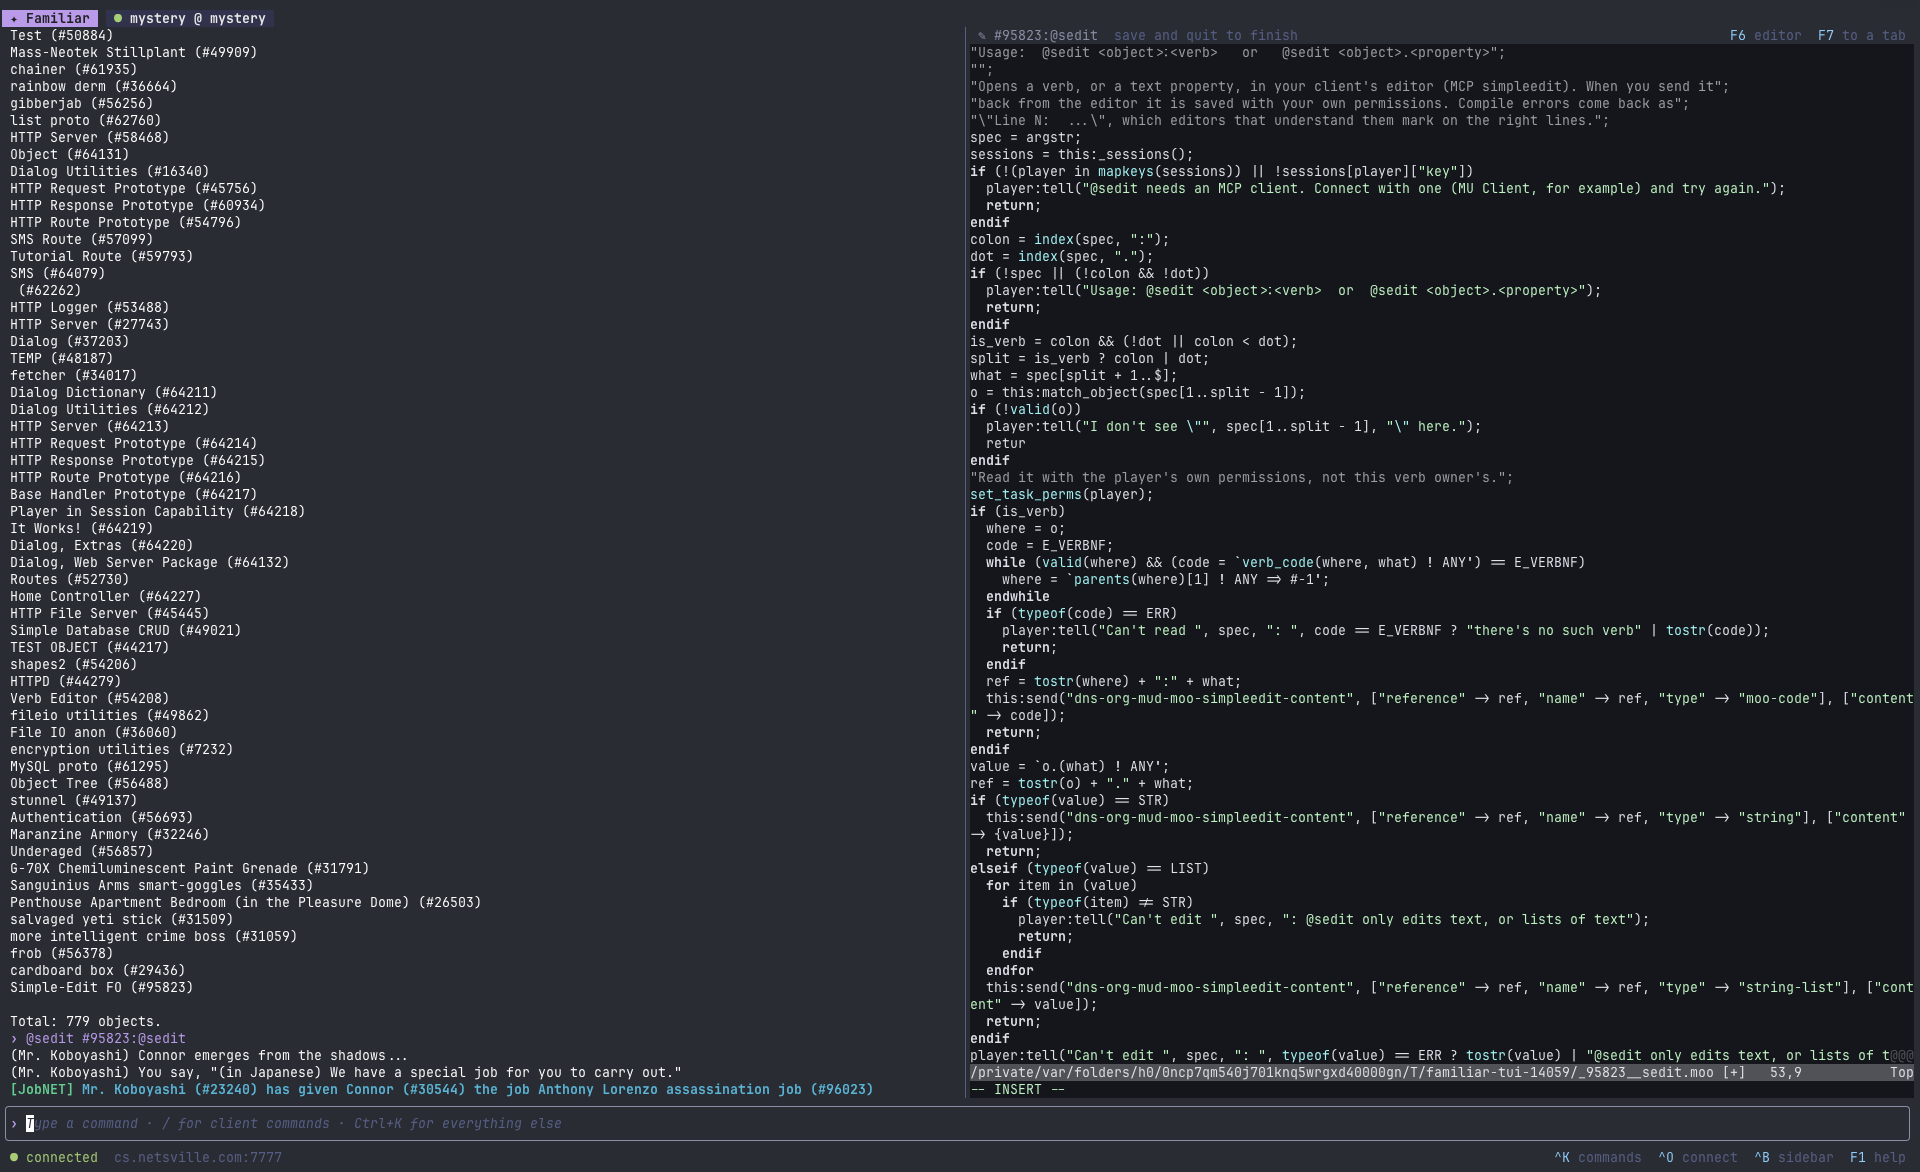 ✦ Familiar  ● mystery @ mystery
Test (#50884)
Mass-Neotek Stillplant (#49909)
chainer (#61935)
rainbow derm (#36664)
gibberjab (#56256)
list proto (#62760)
HTTP Server (#58468)
Object (#64131)
Dialog Utilities (#16340)
HTTP Request Prototype (#45756)
HTTP Response Prototype (#60934)
HTTP Route Prototype (#54796)
SMS Route (#57099)
Tutorial Route (#59793)
SMS (#64079)
 (#62262)
HTTP Logger (#53488)
HTTP Server (#27743)
Dialog (#37203)
TEMP (#48187)
fetcher (#34017)
Dialog Dictionary (#64211)
Dialog Utilities (#64212)
HTTP Server (#64213)
HTTP Request Prototype (#64214)
HTTP Response Prototype (#64215)
HTTP Route Prototype (#64216)
Base Handler Prototype (#64217)
Player in Session Capability (#64218)
It Works! (#64219)
Dialog, Extras (#64220)
Dialog, Web Server Package (#64132)
Routes (#52730)
Home Controller (#64227)
HTTP File Server (#45445)
Simple Database CRUD (#49021)
TEST OBJECT (#44217)
shapes2 (#54206)
HTTPD (#44279)
Verb Editor (#54208)
fileio utilities (#49862)
File IO anon (#36060)
encryption utilities (#7232)
MySQL proto (#61295)
Object Tree (#56488)
stunnel (#49137)
Authentication (#56693)
Maranzine Armory (#32246)
Underaged (#56857)
G-70X Chemiluminescent Paint Grenade (#31791)
Sanguinius Arms smart-goggles (#35433)
Penthouse Apartment Bedroom (in the Pleasure Dome) (#26503)
salvaged yeti stick (#31509)
more intelligent crime boss (#31059)
frob (#56378)
cardboard box (#29436)
Simple-Edit FO (#95823)
Total: 779 objects.
› @sedit #95823:@sedit
(Mr. Koboyashi) Connor emerges from the shadows...
(Mr. Koboyashi) You say, "(in Japanese) We have a special job for you to carry out."
[JobNET] Mr. Koboyashi (#23240) has given Connor (#30544) the job Anthony Lorenzo assassination job (#96023)
✎ #95823:@sedit  save and quit to finish  F6 editor  F7 to a tab
"Usage:  @sedit <object>:<verb>   or   @sedit <object>.<property>";
"";
"Opens a verb, or a text property, in your client's editor (MCP simpleedit). When you send it";
"back from the editor it is saved with your own permissions. Compile errors come back as";
"\"Line N:  ...\", which editors that understand them mark on the right lines.";
spec = argstr;
sessions = this:_sessions();
if (!(player in mapkeys(sessions)) || !sessions[player]["key"])
  player:tell("@sedit needs an MCP client. Connect with one (MU Client, for example) and try again.");
  return;
endif
colon = index(spec, ":");
dot = index(spec, ".");
if (!spec || (!colon && !dot))
  player:tell("Usage: @sedit <object>:<verb>  or  @sedit <object>.<property>");
  return;
endif
is_verb = colon && (!dot || colon < dot);
split = is_verb ? colon | dot;
what = spec[split + 1..$];
o = this:match_object(spec[1..split - 1]);
if (!valid(o))
  player:tell("I don't see \"", spec[1..split - 1], "\" here.");
  retur
endif
"Read it with the player's own permissions, not this verb owner's.";
set_task_perms(player);
if (is_verb)
  where = o;
  code = E_VERBNF;
  while (valid(where) && (code = `verb_code(where, what) ! ANY') == E_VERBNF)
    where = `parents(where)[1] ! ANY => #-1';
  endwhile
  if (typeof(code) == ERR)
    player:tell("Can't read ", spec, ": ", code == E_VERBNF ? "there's no such verb" | tostr(code));
    return;
  endif
  ref = tostr(where) + ":" + what;
  this:send("dns-org-mud-moo-simpleedit-content", ["reference" -> ref, "name" -> ref, "type" -> "moo-code"], ["content
" -> code]);
  return;
endif
value = `o.(what) ! ANY';
ref = tostr(o) + "." + what;
if (typeof(value) == STR)
  this:send("dns-org-mud-moo-simpleedit-content", ["reference" -> ref, "name" -> ref, "type" -> "string"], ["content"
-> {value}]);
  return;
elseif (typeof(value) == LIST)
  for item in (value)
    if (typeof(item) != STR)
      player:tell("Can't edit ", spec, ": @sedit only edits text, or lists of text");
      return;
    endif
  endfor
  this:send("dns-org-mud-moo-simpleedit-content", ["reference" -> ref, "name" -> ref, "type" -> "string-list"], ["cont
ent" -> value]);
  return;
endif
player:tell("Can't edit ", spec, ": ", typeof(value) == ERR ? tostr(value) | "@sedit only edits text, or lists of t@@@
/private/var/folders/h0/0ncp7qm540j701knq5wrgxd40000gn/T/familiar-tui-14059/_95823__sedit.moo [+]   53,9   Top
-- INSERT --
› Type a command · / for client commands · Ctrl+K for everything else
● connected  cs.netsville.com:7777  ^K commands  ^O connect  ^B sidebar  F1 help